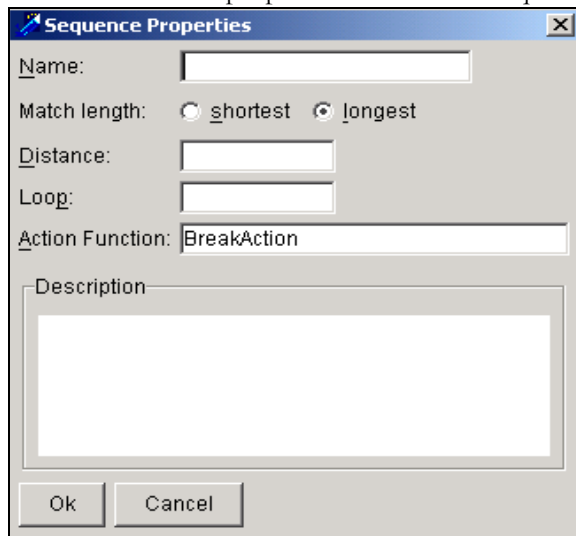 Sequence Properties
Name:
Match length: shortest longest
Distance:
Loop:
Action Function: BreakAction
Description
Ok Cancel